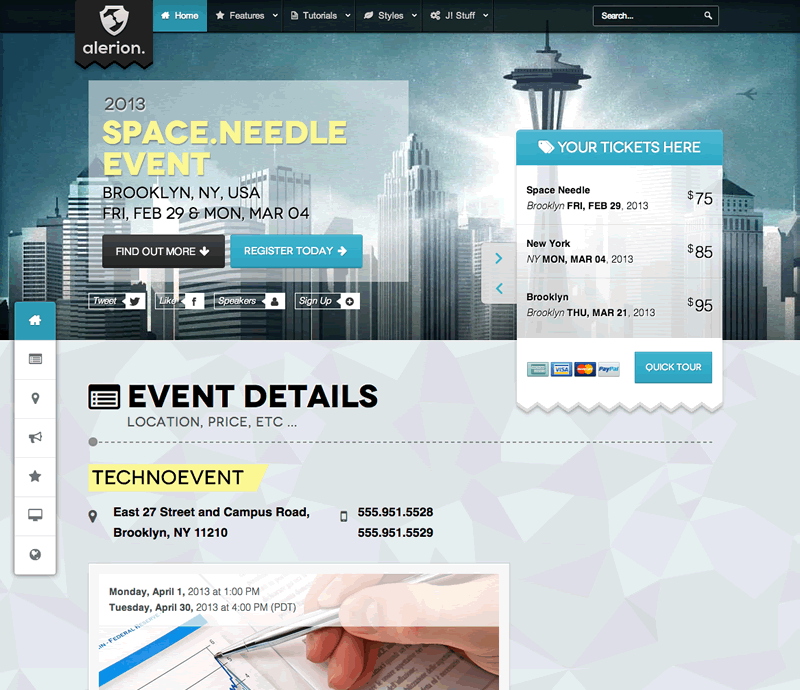 alerion.
Home
Features
Tutorials
Styles
J! Stuff
Search...
2013
SPACE.NEEDLE
EVENT
BROOKLYN, NY, USA
FRI, FEB 29 & MON, MAR 04
FIND OUT MORE
REGISTER TODAY
Tweet
Like
Speekers
Sign Up
YOUR TICKETS HERE
Space Needle
Brooklyn FRI, FEB 29, 2013
$75
New York
NY MON, MAR 04, 2013
$85
Brooklyn
Brooklyn THU, MAR 21, 2013
$95
VISA
PayPal
QUICK TOUR
EVENT DETAILS
LOCATION, PRICE, ETC ...
TECHNOEVENT
East 27 Street and Campus Road,
Brooklyn, NY 11210
555.951.5528
555.951.5529
Monday, April 1, 2013 at 1:00 PM
Tuesday, April 30, 2013 at 4:00 PM (PDT)